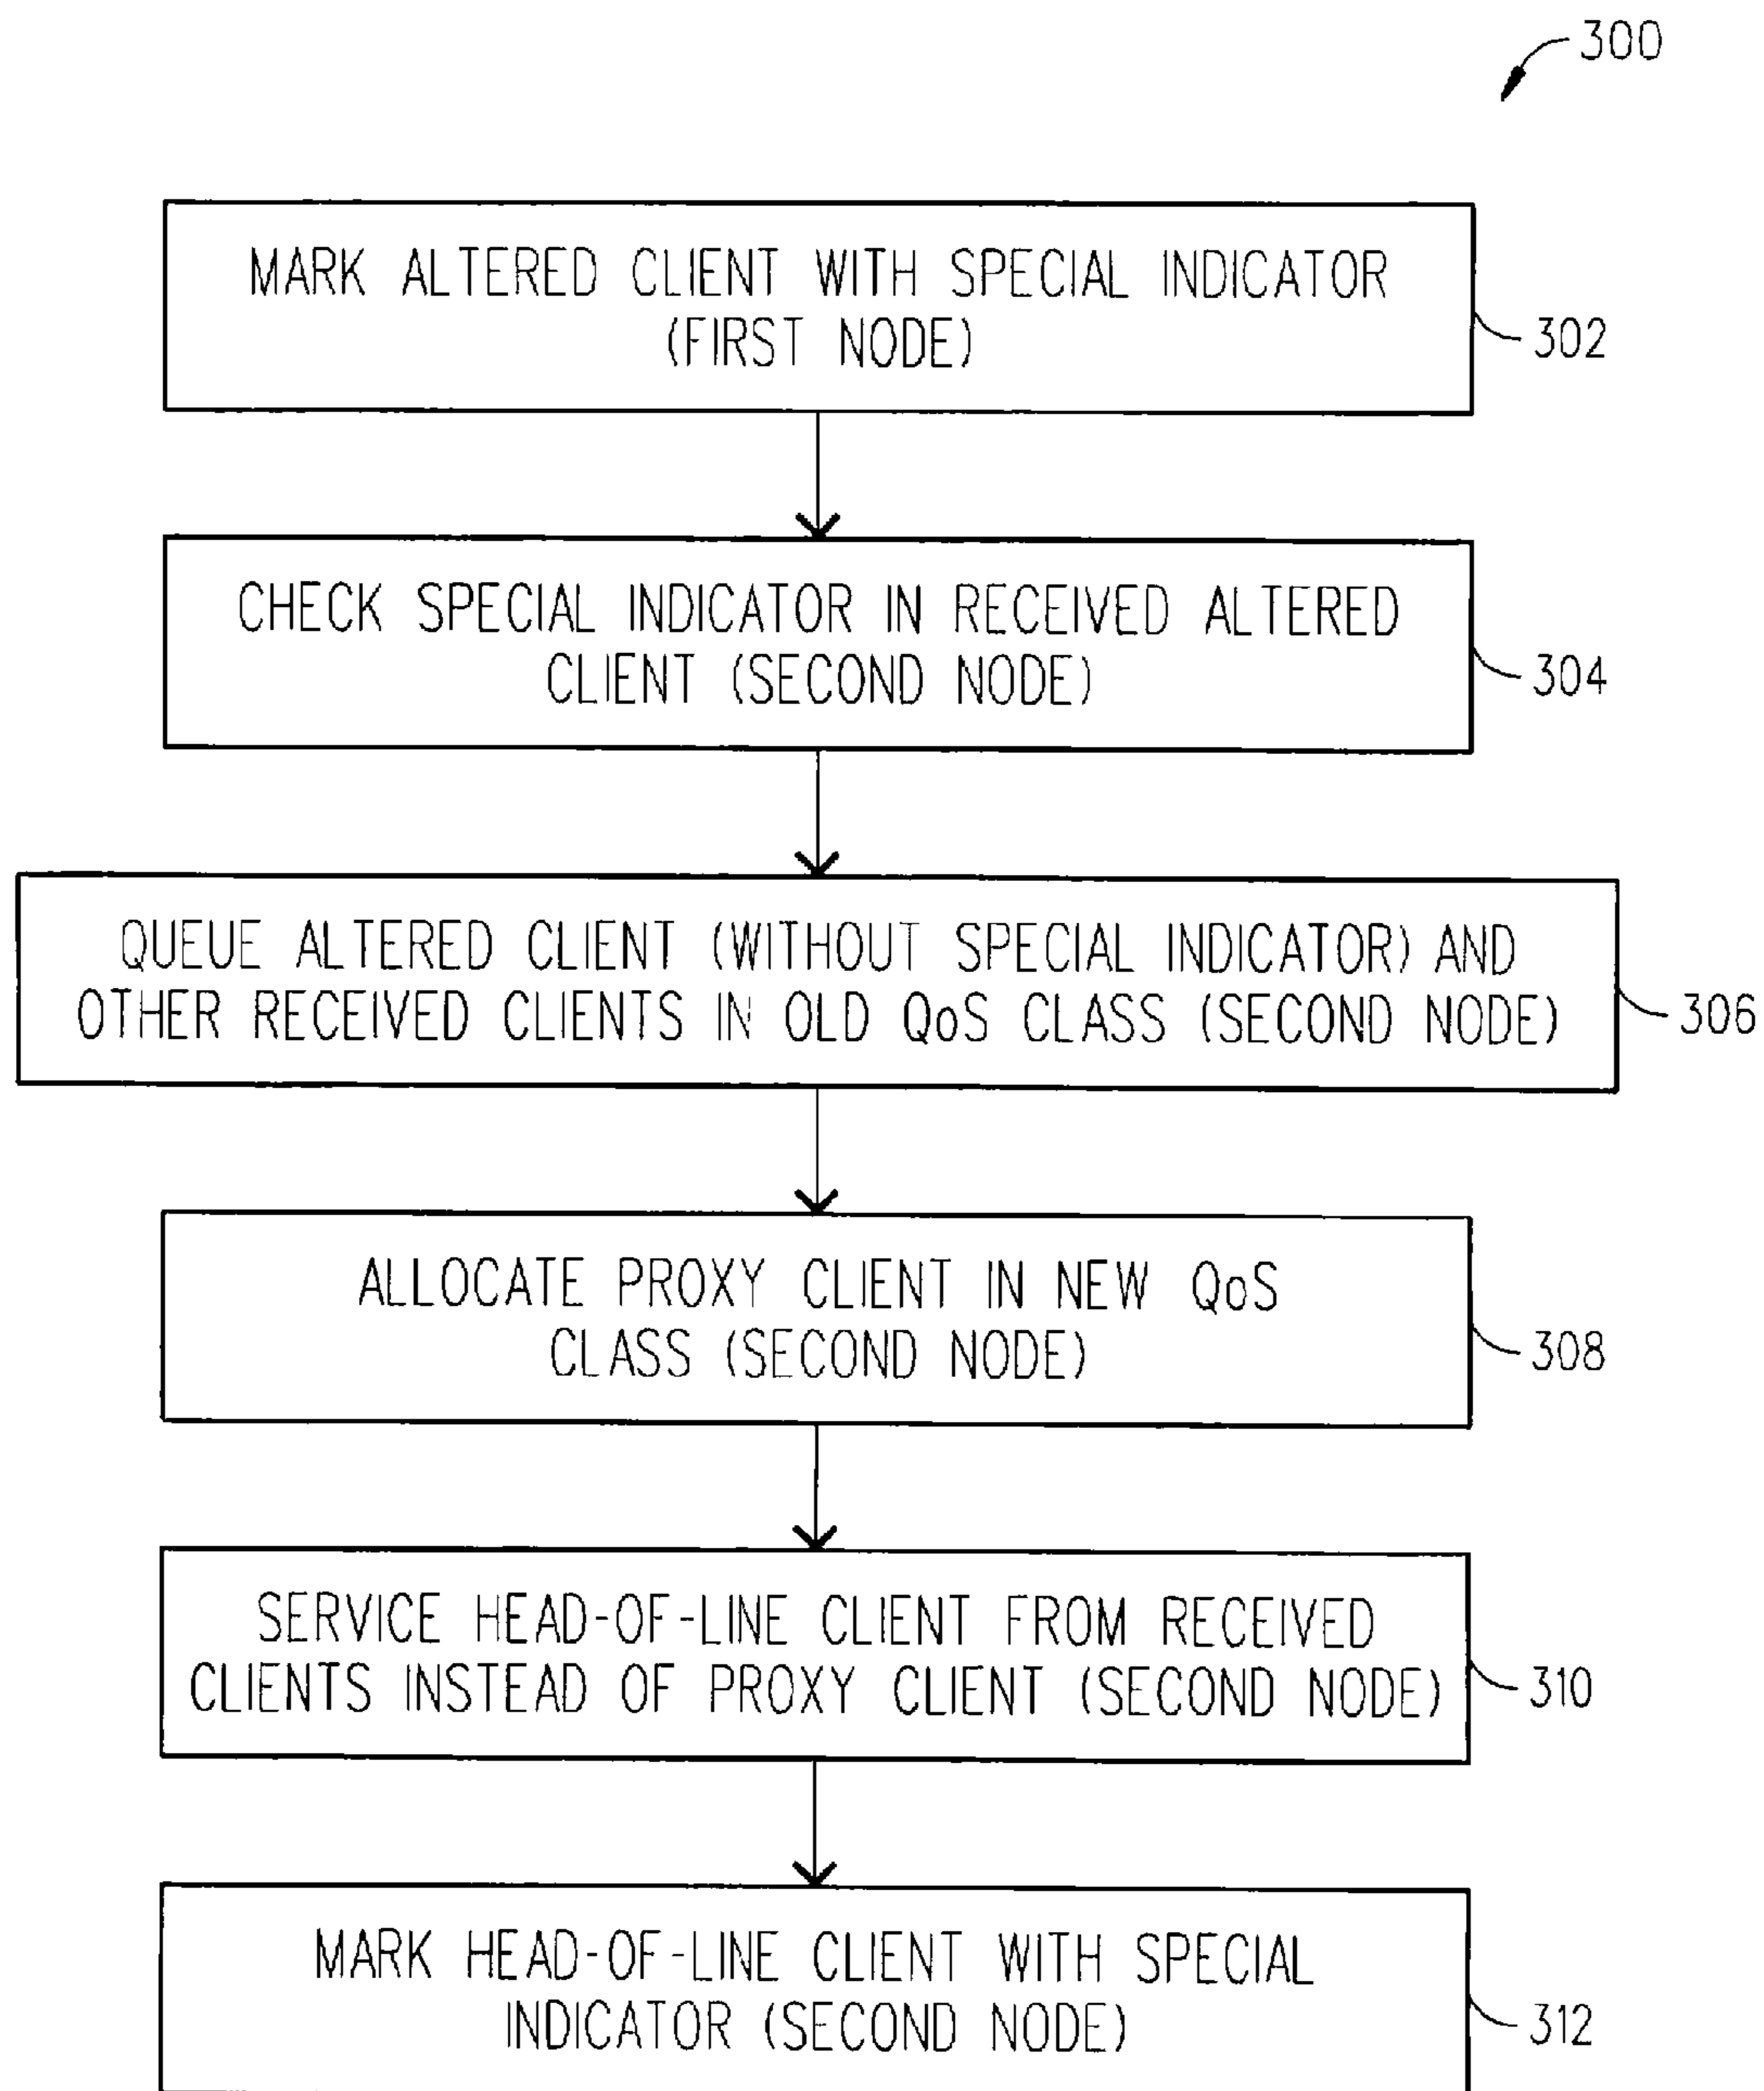 300
MARK ALTERED CLIENT WITH SPECIAL INDICATOR
(FIRST NODE)
302
CHECK SPECIAL INDICATOR IN RECEIVED ALTERED
CLIENT (SECOND NODE)
304
QUEUE ALTERED CLIENT (WITHOUT SPECIAL INDICATOR) AND
OTHER RECEIVED CLIENTS IN OLD QoS CLASS (SECOND NODE)
306
ALLOCATE PROXY CLIENT IN NEW QoS
CLASS (SECOND NODE)
308
SERVICE HEAD-OF-LINE CLIENT FROM RECEIVED
CLIENTS INSTEAD OF PROXY CLIENT (SECOND NODE)
310
MARK HEAD-OF-LINE CLIENT WITH SPECIAL
INDICATOR (SECOND NODE)
312